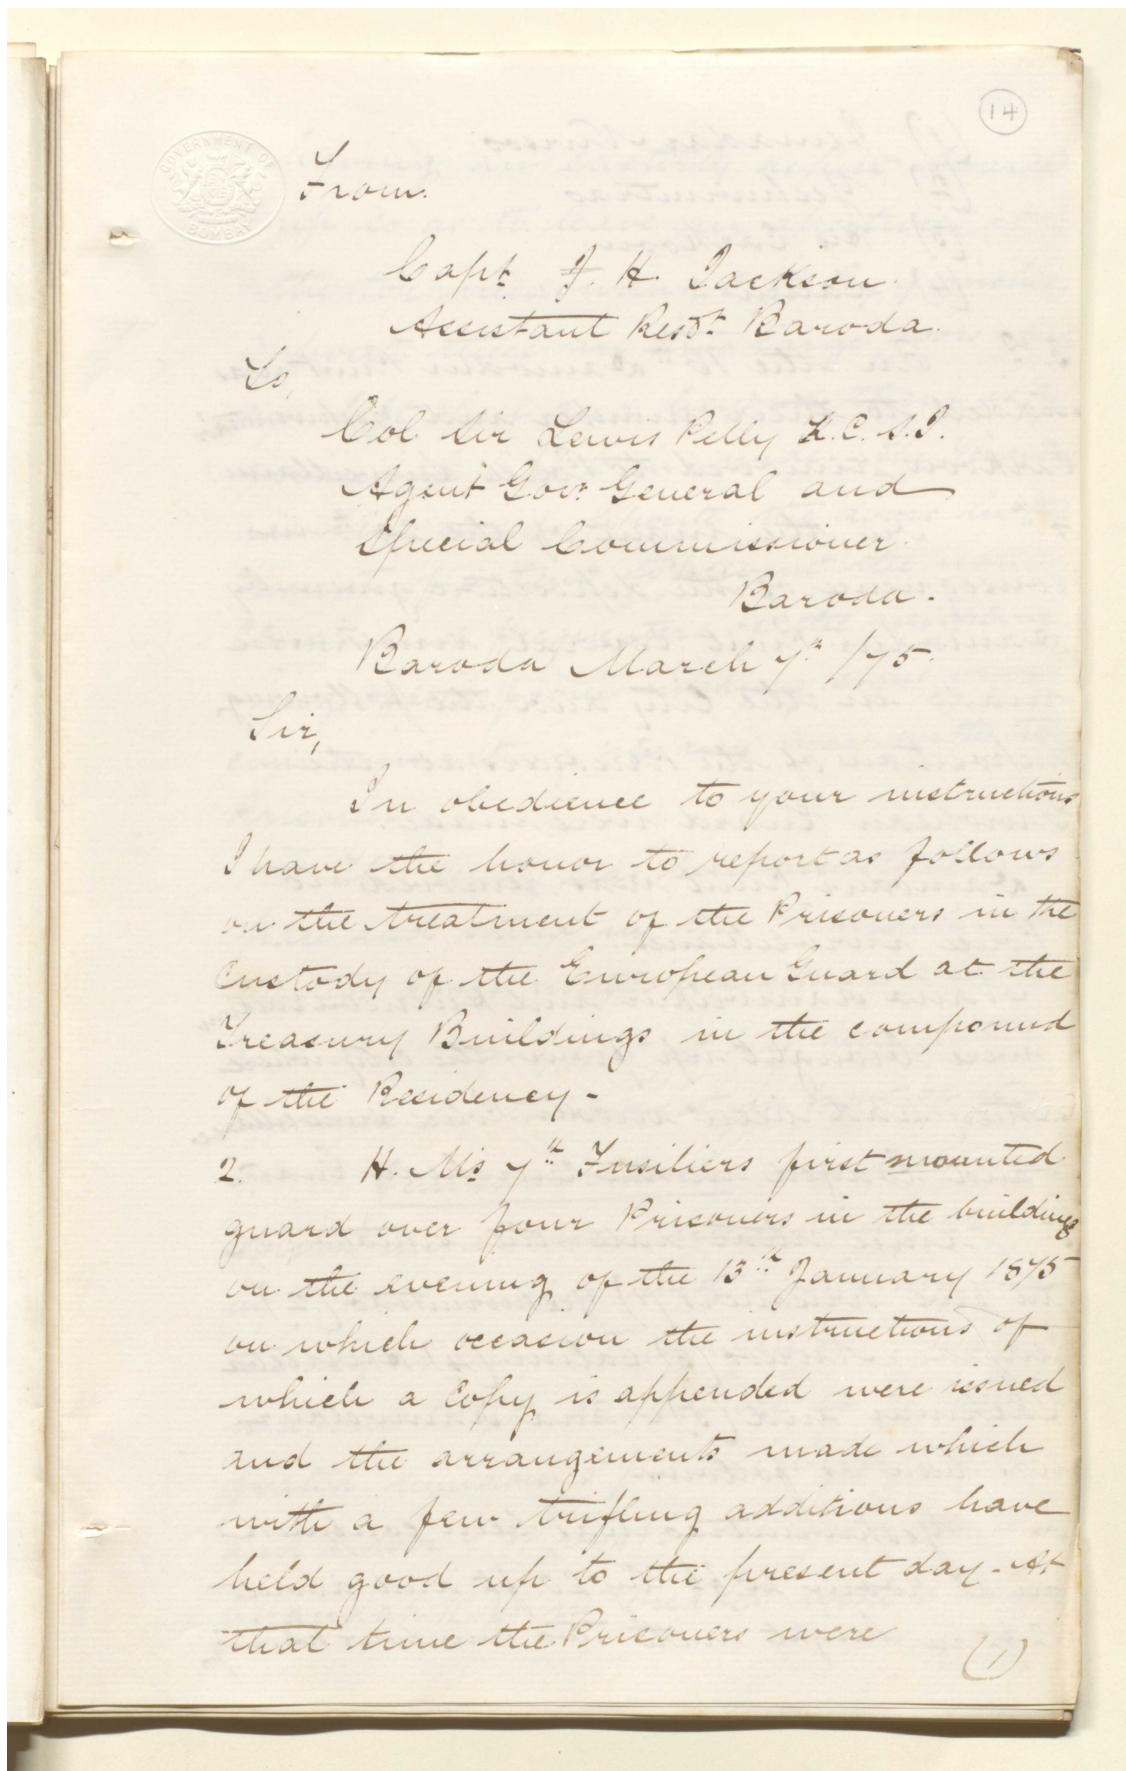 14
GOVERNMENT OF
BOMBAY
From.
Capt. J. H. Jackson.
Assistant Resdt. Baroda.
To,
Col Sir Lewis Pelly K.C.S.I.
Agent Govr. General and
Special Commissioner.
Baroda.
Baroda March 7th /75.
Sir,
In obedience to your instructions
I have the honor to report as follows
on the treatment of the Prisoners in the
Custody of the European Guard at the
Treasury Buildings in the compound
of the Residency -
2. H. Ms 7th Fusiliers first mounted
guard over four Prisoners in the buildings
on the evening of the 13th January 1875
on which occasion the instructions of
which a Copy is appended were issued
and the arrangements made which
with a few trifling additions have
held good up to the present day - At
that time the Prisoners were
(1)